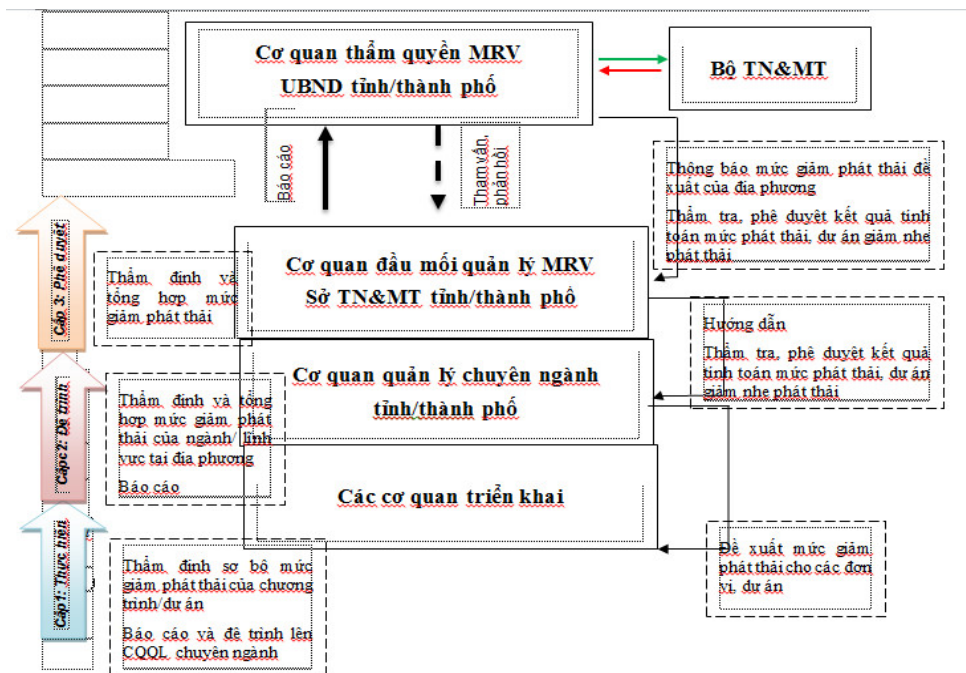 Cơ quan thẩm quyền MRV
UBND tỉnh/thành phố
Bộ TN&MT
Báo cáo
Tham vấn,
phản hồi
Thông báo mức giảm phát thải đề
xuất của địa phương
Thẩm tra, phê duyệt kết quả tính
toán mức phát thải, dự án giảm nhẹ
phát thải
Cơ quan đầu mối quản lý MRV
Sở TN&MT tỉnh/thành phố
Cấp 3: Phê duyệt
Thẩm định và
tổng hợp mức
giảm phát thải
Hướng dẫn
Thẩm tra, phê duyệt kết quả
tính toán mức phát thải, dự án
giảm nhẹ phát thải
Cơ quan quản lý chuyên ngành
tỉnh/thành phố
Cấpc2: Đệ trình
Thẩm định và tổng
hợp mức giảm phát
thải của ngành/ lĩnh
vực tại địa phương
Báo cáo
Các cơ quan triển khai
Cấp1: Thực hiện
Thẩm định sơ bộ mức
giảm phát thải của chương
trình/dự án
Báo cáo và đệ trình lên
CQQL chuyên ngành
Đề xuất mức giảm
phát thải cho các đơn
vị, dự án